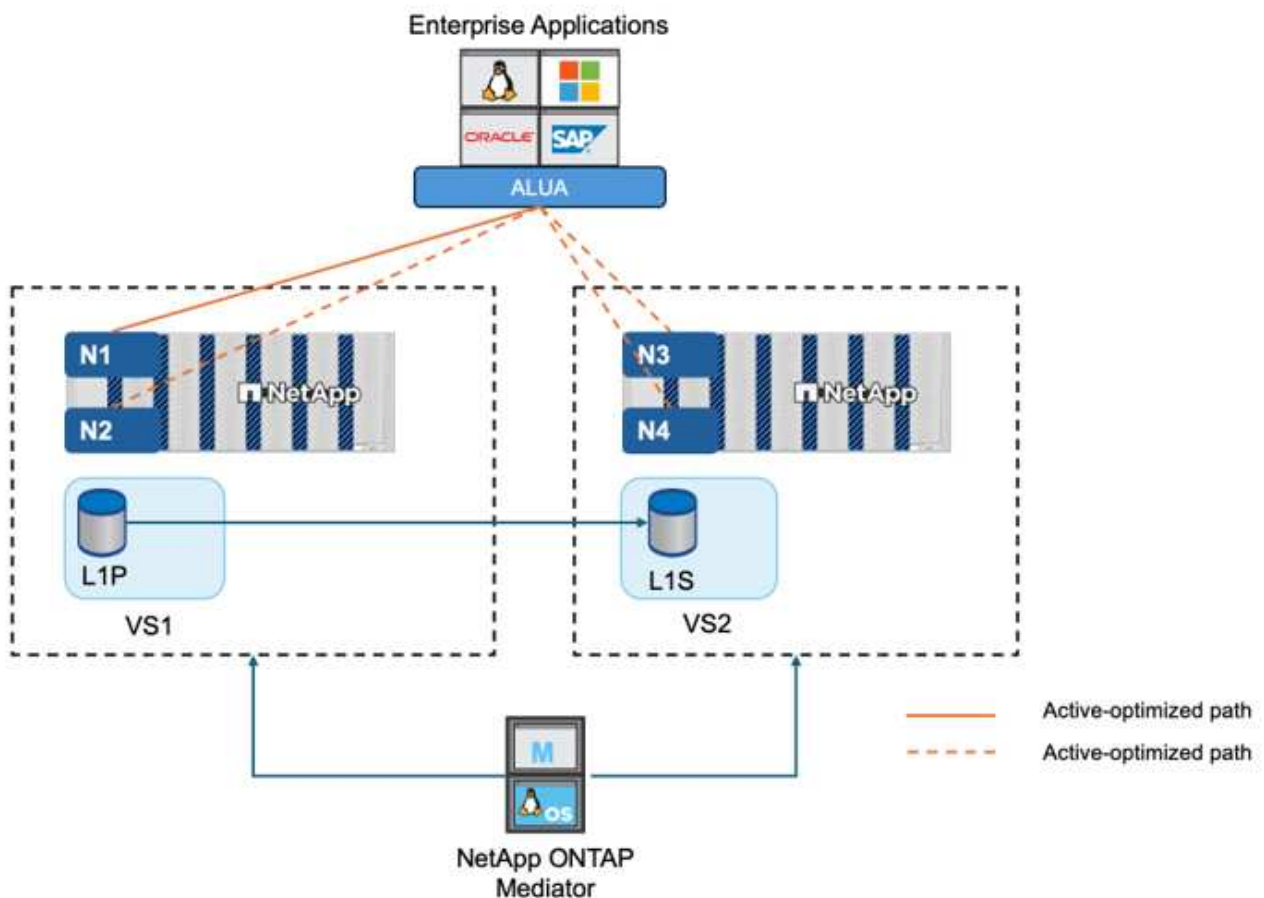 Enterprise Applications
ORACLE
SAP
ALUA
N1
NetApp
N2
N3
NetApp
N4
L1P
L1S
VS1
VS2
Active-optimized path
Active-optimized path
M
OS
NetApp ONTAP
Mediator